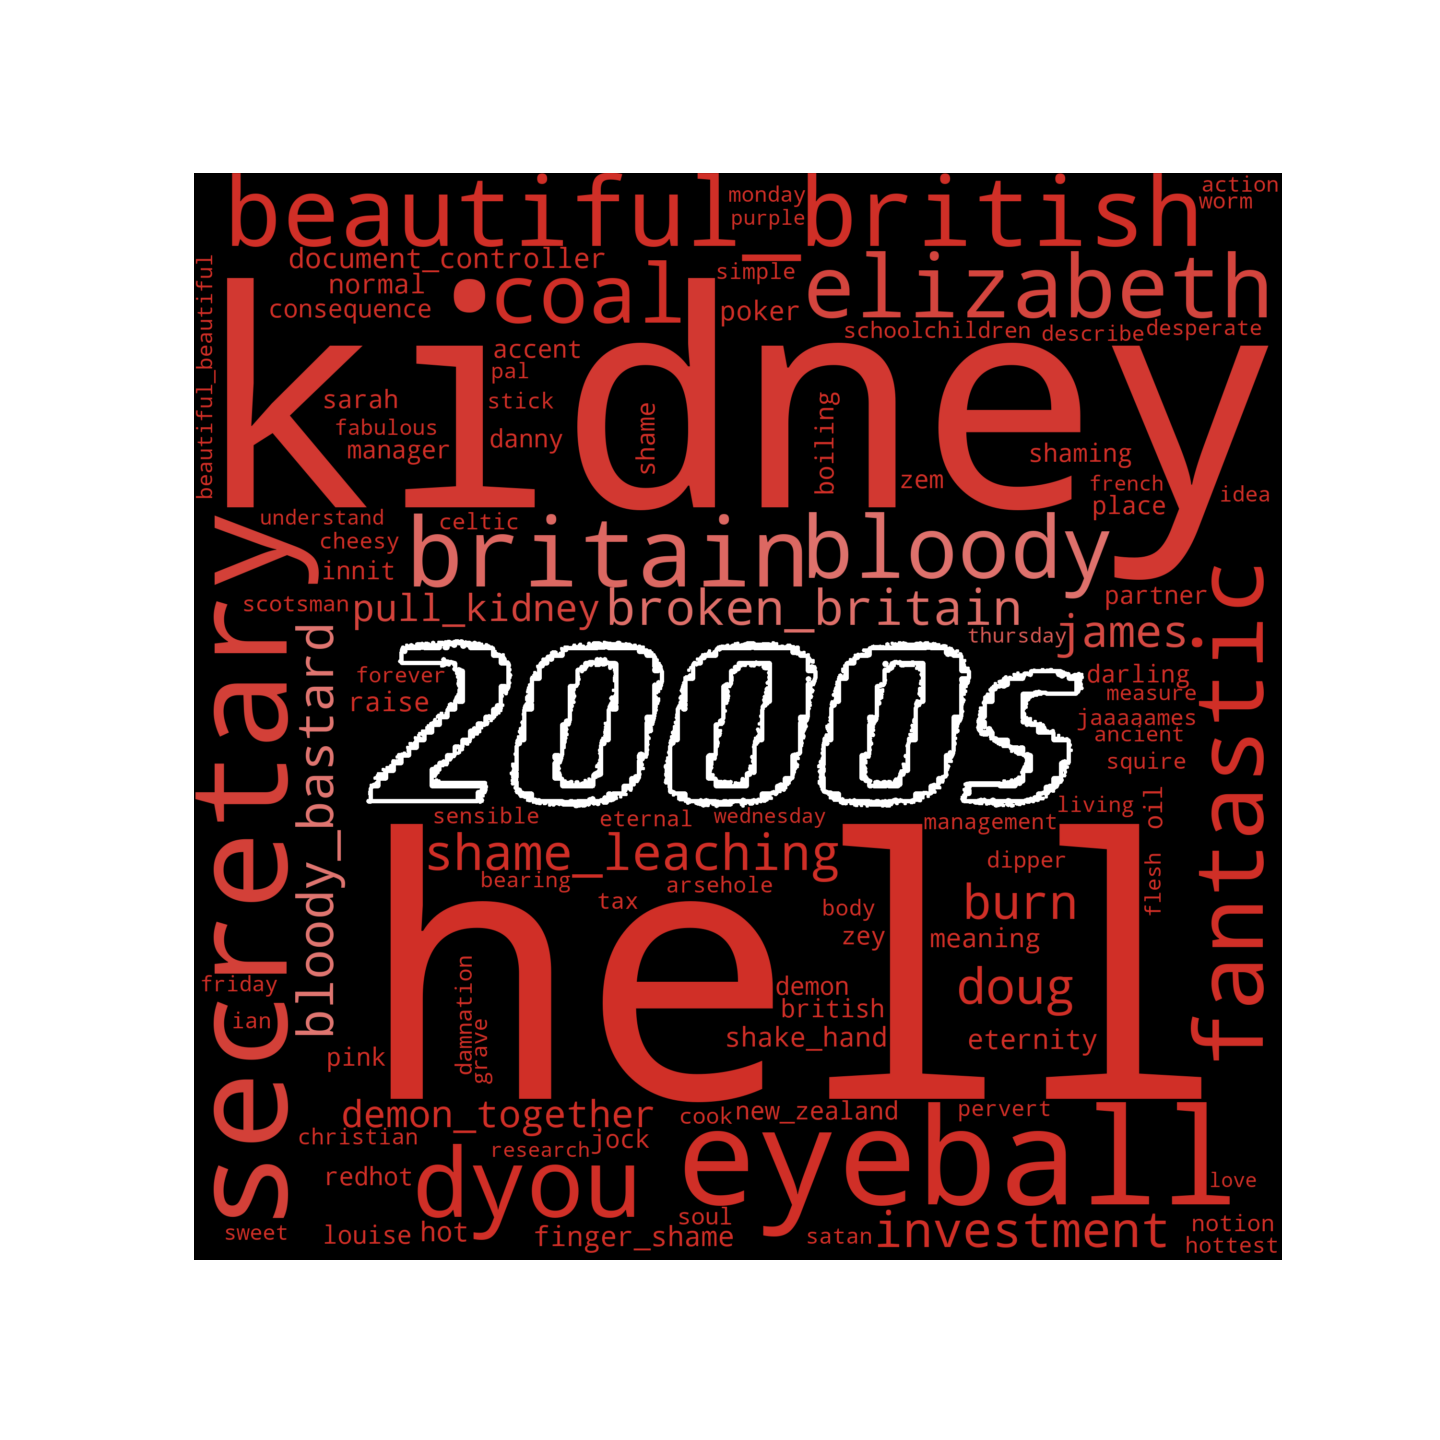 beautiful_british
monday
purple
action
worm
document_controller
normal
consequence
coal
simple
poker
elizabeth
schoolchildren
describe
desperate
beautiful_beautiful
kidney
accent
pal
sarah
stick
fabulous
manager
danny
shame
boiling
zem
shaming
french
place
idea
understand
cheesy
innit
celtic
britain
bloody
scotsman
pull_kidney
broken_britain
partner
thursday
james
secretary
bloody_bastard
fantastic
forever
raise
2000s
darling
measure
jaaaaames
ancient
squire
sensible
eternal
wednesday
management
living
oil
flesh
shame_leaching
bearing
arsehole
tax
hell
dipper
body
zey
burn
meaning
doug
eternity
friday
ian
pink
damnation
grave
demon
british
shake_hand
demon_together
cook
new_zealand
pervert
christian
research
jock
redhot
dyou
eyeball
love
sweet
louise
hot
finger_shame
soul
satan
investment
notion
hottest